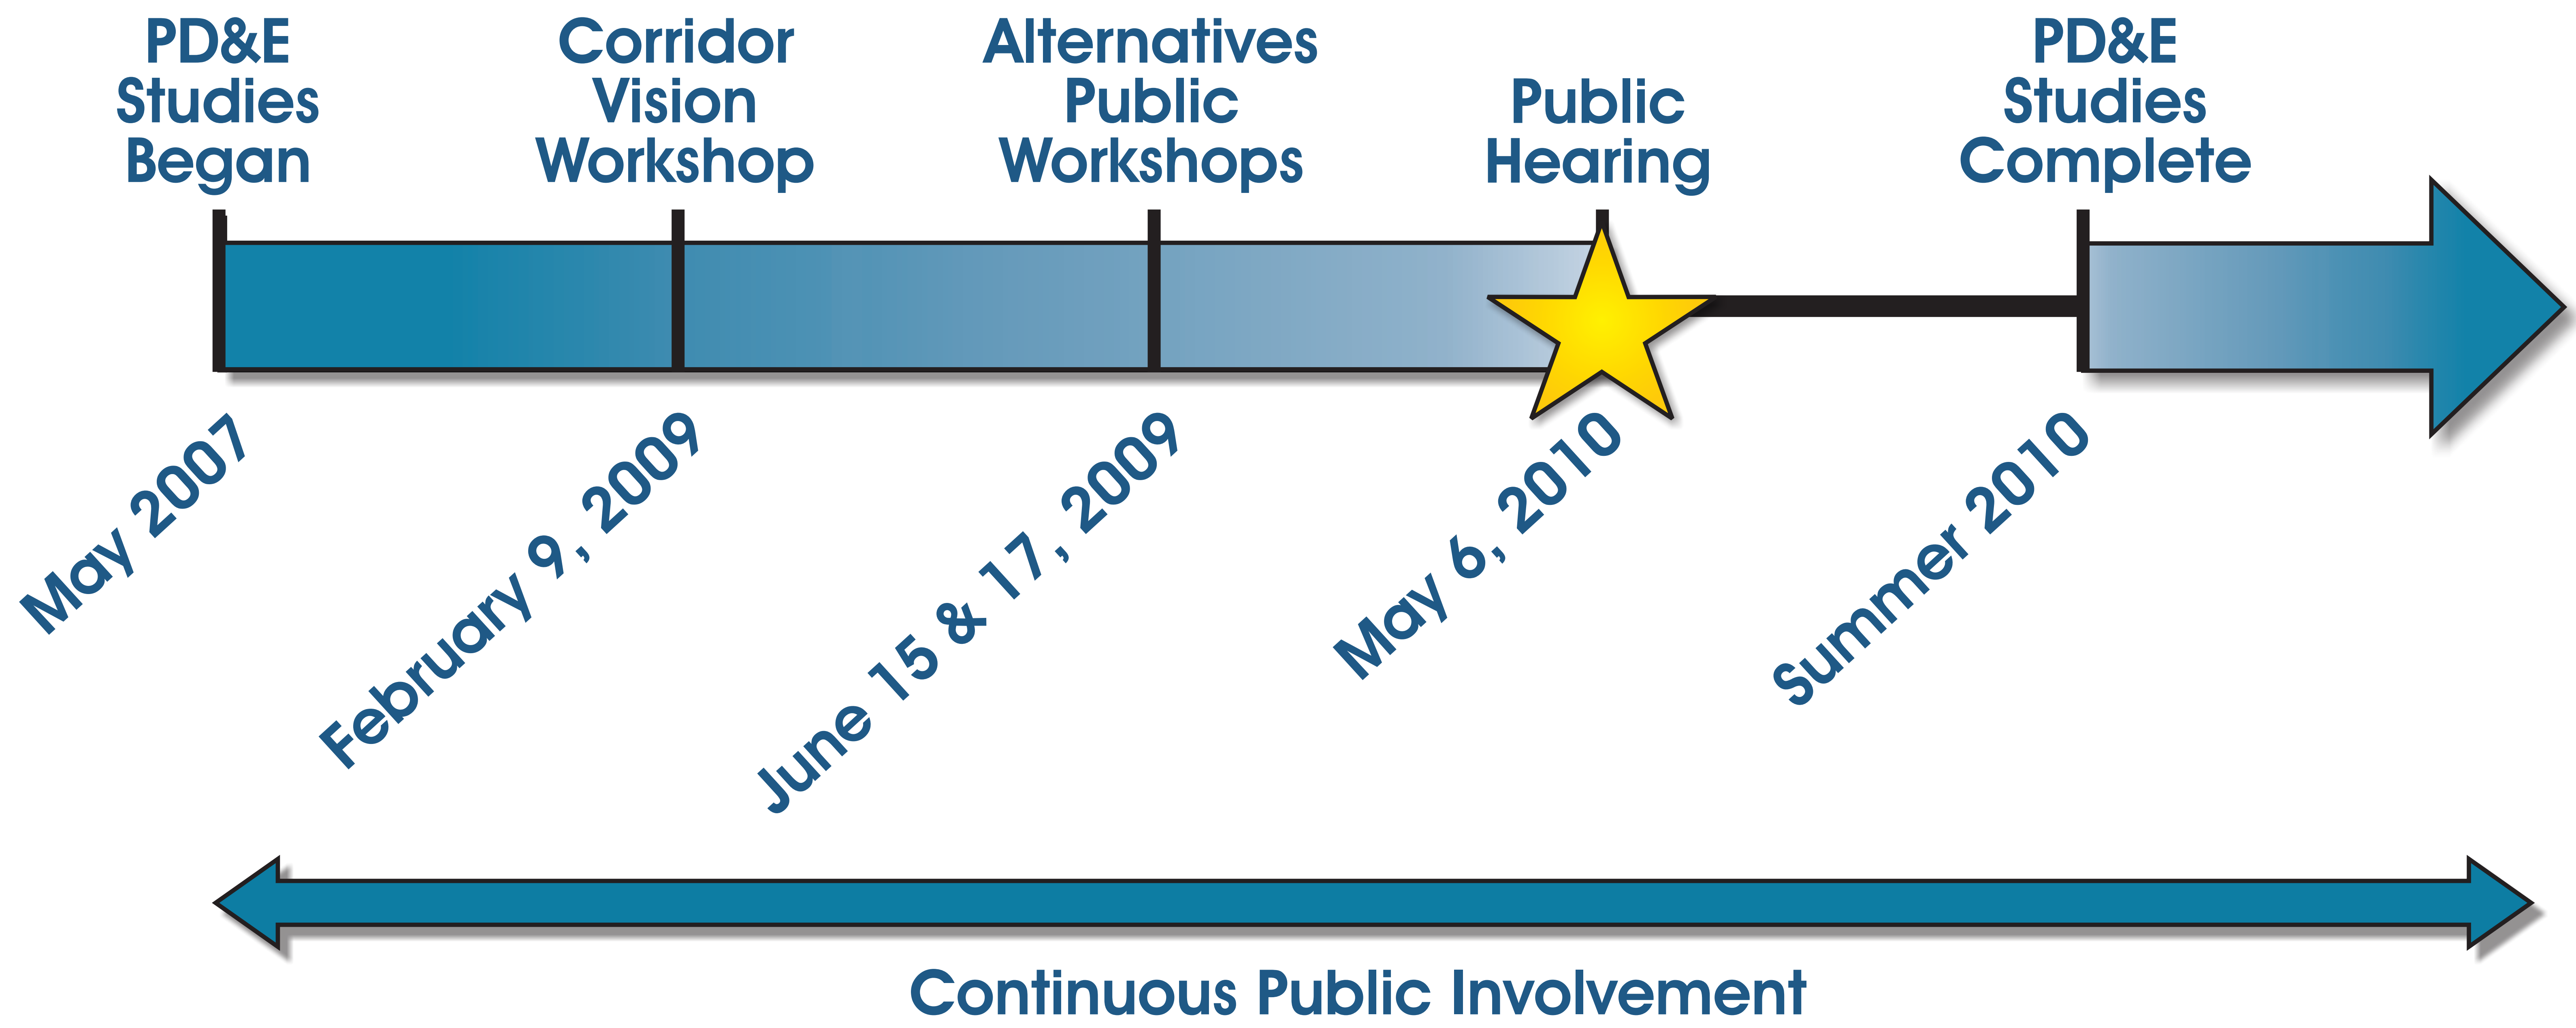 PD&E
Studies
Began
Corridor
Vision
Workshop
Alternatives
Public
Workshops
Public
Hearing
PD&E
Studies
Complete
May 2007
February 9, 2009
June 15 & 17, 2009
May 6, 2010
Summer 2010
Continuous Public Involvement